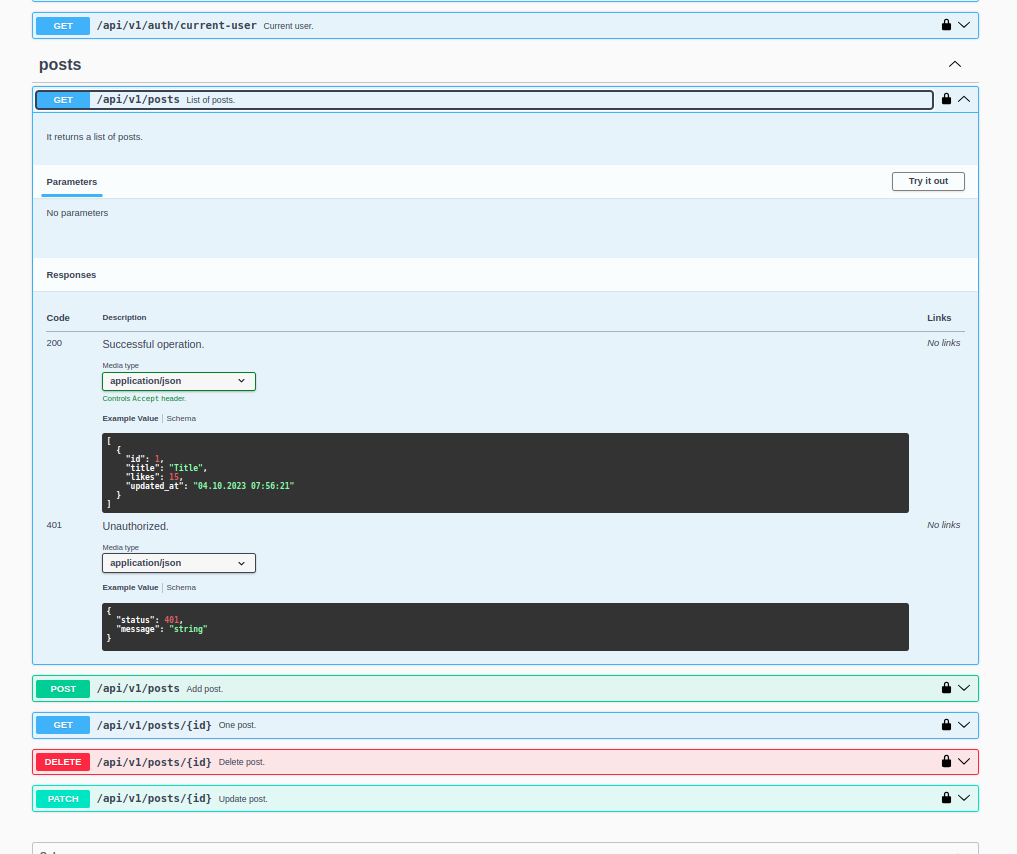 GET /api/v1/auth/current-user Current user.
posts
GET /api/v1/posts List of posts.
It returns a list of posts.
Parameters Try it out
No parameters
Responses
Code Description Links
200 Successful operation. No links
Media type
application/json
Controls Accept header.
Example Value Schema
[
{
"id": 1,
"title": "Title",
"likes": 15,
"updated_at": "04.10.2023 07:56:21"
}
]
401 Unauthorized. No links
Media type
application/json
Example Value Schema
{
"status": 401,
"message": "string"
}
POST /api/v1/posts Add post.
GET /api/v1/posts/{id} One post.
DELETE /api/v1/posts/{id} Delete post.
PATCH /api/v1/posts/{id} Update post.